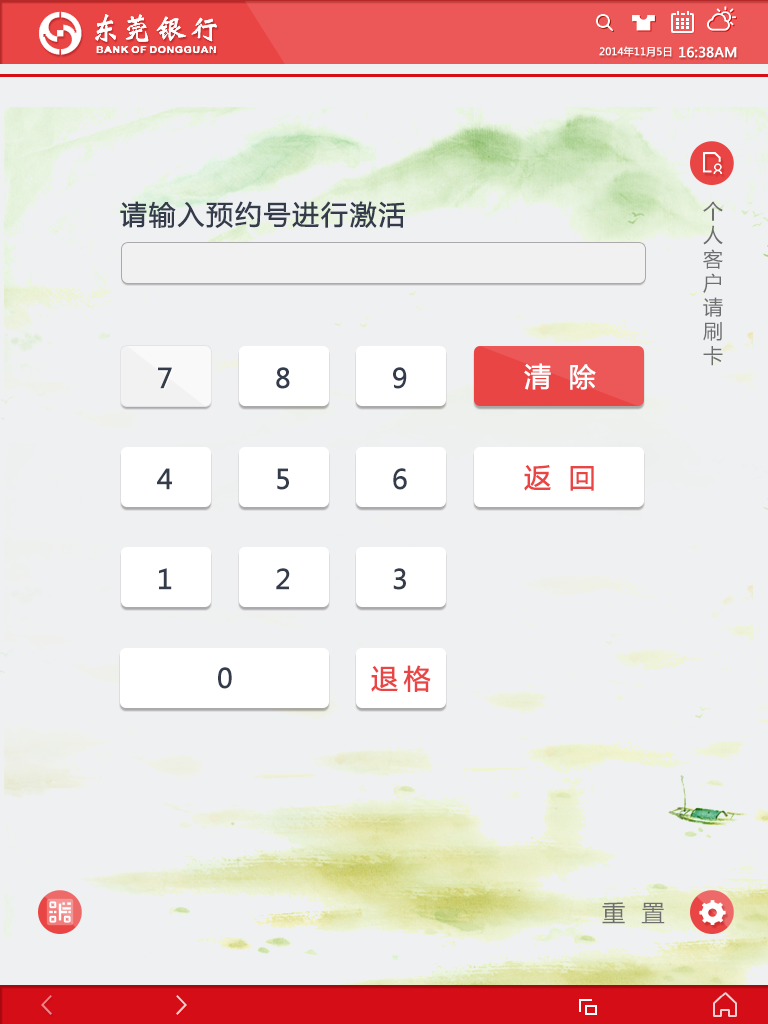 东莞银行
BANK OF DONGGUAN
2014年11月5日 16:38AM
请输入预约号进行激活
个人客户请刷卡
7 8 9 清除
4 5 6 返回
1 2 3
0 退格
重置